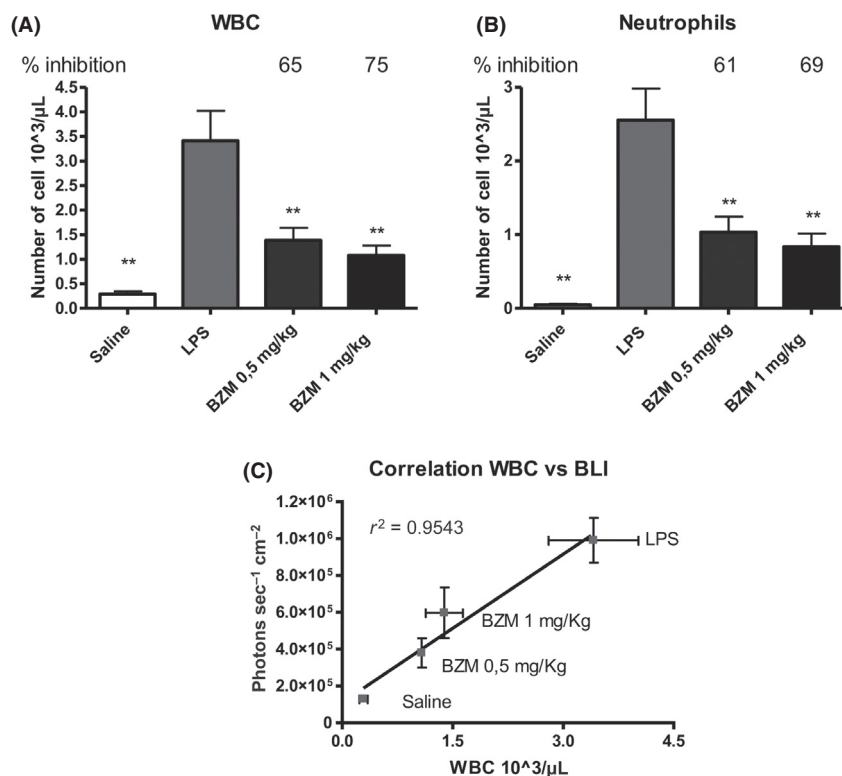 (A) WBC
% inhibition 65 75
Number of cell 10^3/µL
4.5
4.0
3.5
3.0
2.5
2.0
1.5
1.0
0.5
0.0
**
**
**
Saline
LPS
BZM 0,5 mg/kg
BZM 1 mg/kg
(B) Neutrophils
% inhibition 61 69
Number of cell 10^3/µL
3
2
1
0
**
**
**
Saline
LPS
BZM 0,5 mg/kg
BZM 1 mg/kg
(C) Correlation WBC vs BLI
Photons sec⁻¹ cm⁻²
1.2×10⁶
1.0×10⁶
8.0×10⁵
6.0×10⁵
4.0×10⁵
2.0×10⁵
0
r² = 0.9543
LPS
BZM 1 mg/Kg
BZM 0,5 mg/Kg
Saline
0.0 1.5 3.0 4.5
WBC 10^3/µL